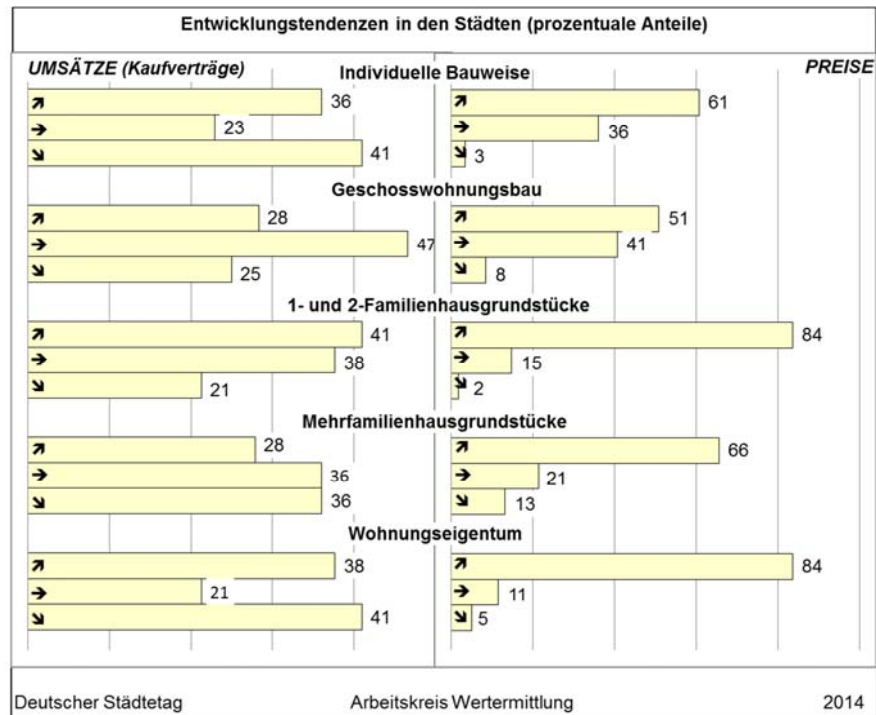 Entwicklungstendenzen in den Städten (prozentuale Anteile)
UMSÄTZE (Kaufverträge) PREISE
Individuelle Bauweise
↗ 36 ↗ 61
→ 23 → 36
↘ 41 ↘ 3
Geschosswohnungsbau
↗ 28 ↗ 51
→ 47 → 41
↘ 25 ↘ 8
1- und 2-Familienhausgrundstücke
↗ 41 ↗ 84
→ 38 → 15
↘ 21 ↘ 2
Mehrfamilienhausgrundstücke
↗ 28 ↗ 66
→ 36 → 21
↘ 36 ↘ 13
Wohnungseigentum
↗ 38 ↗ 84
→ 21 → 11
↘ 41 ↘ 5
Deutscher Städtetag Arbeitskreis Wertermittlung 2014